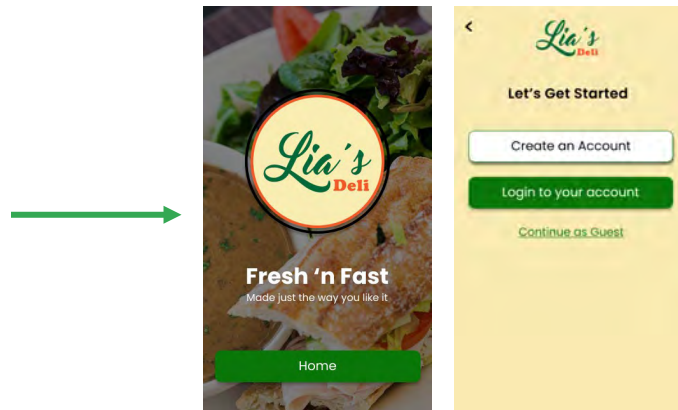 Lia's
Deli
Fresh 'n Fast
Made just the way you like it
Home
<
Lia's
Deli
Let's Get Started
Create an Account
Login to your account
Continue as Guest